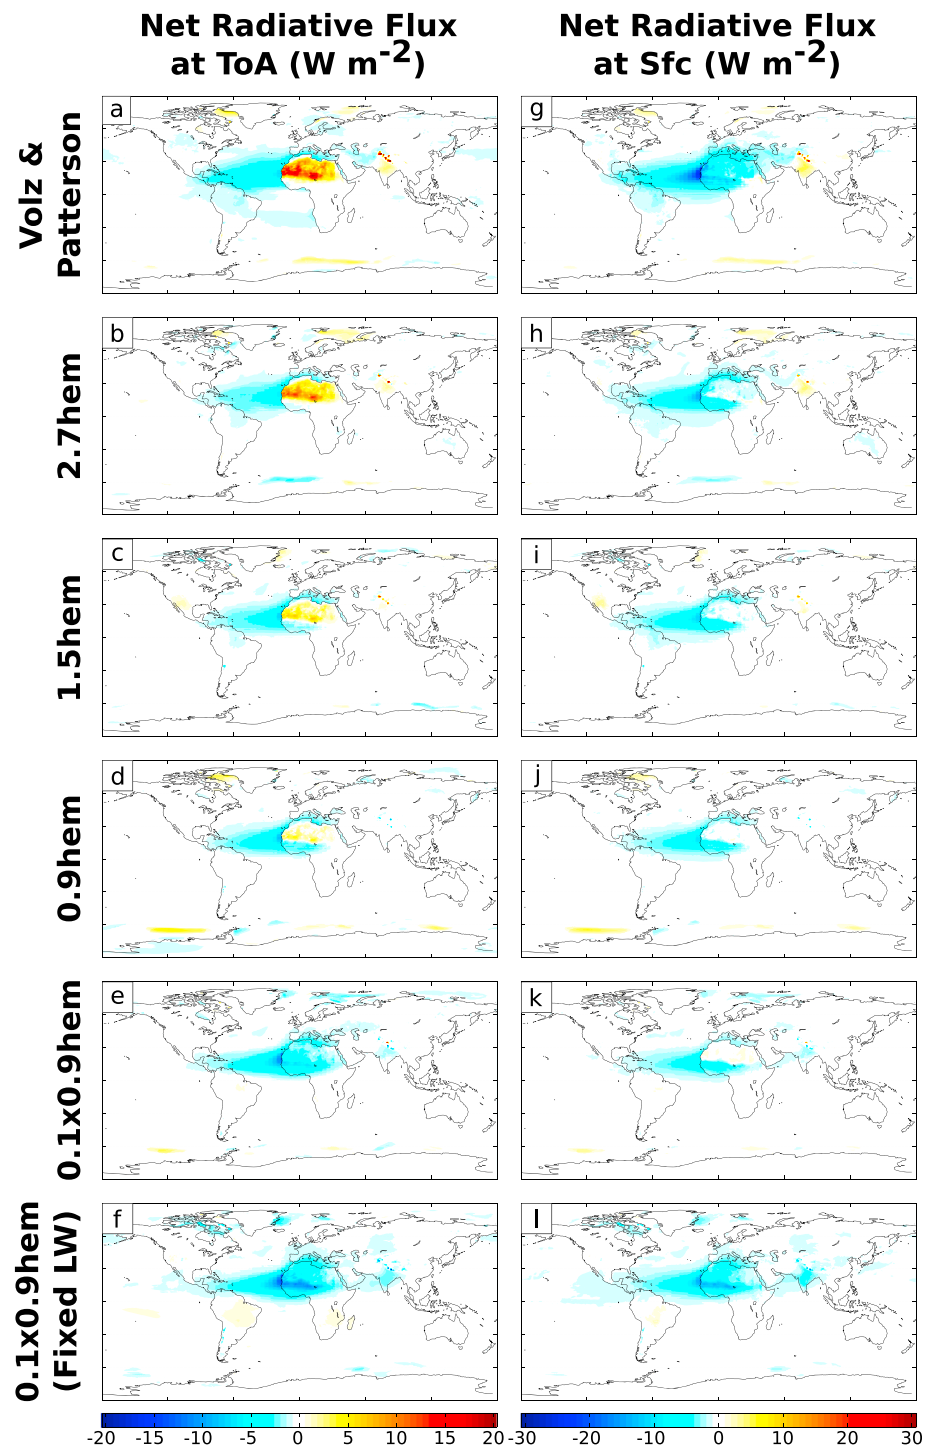 Net Radiative Flux
at ToA (W m-2)
Net Radiative Flux
at Sfc (W m-2)
Volz &
Patterson
a
g
2.7hem
b
h
1.5hem
c
i
0.9hem
d
j
0.1x0.9hem
e
k
0.1x0.9hem
(Fixed LW)
f
l
-20 -15 -10 -5 0 5 10 15 20
-30 -20 -10 0 10 20 30